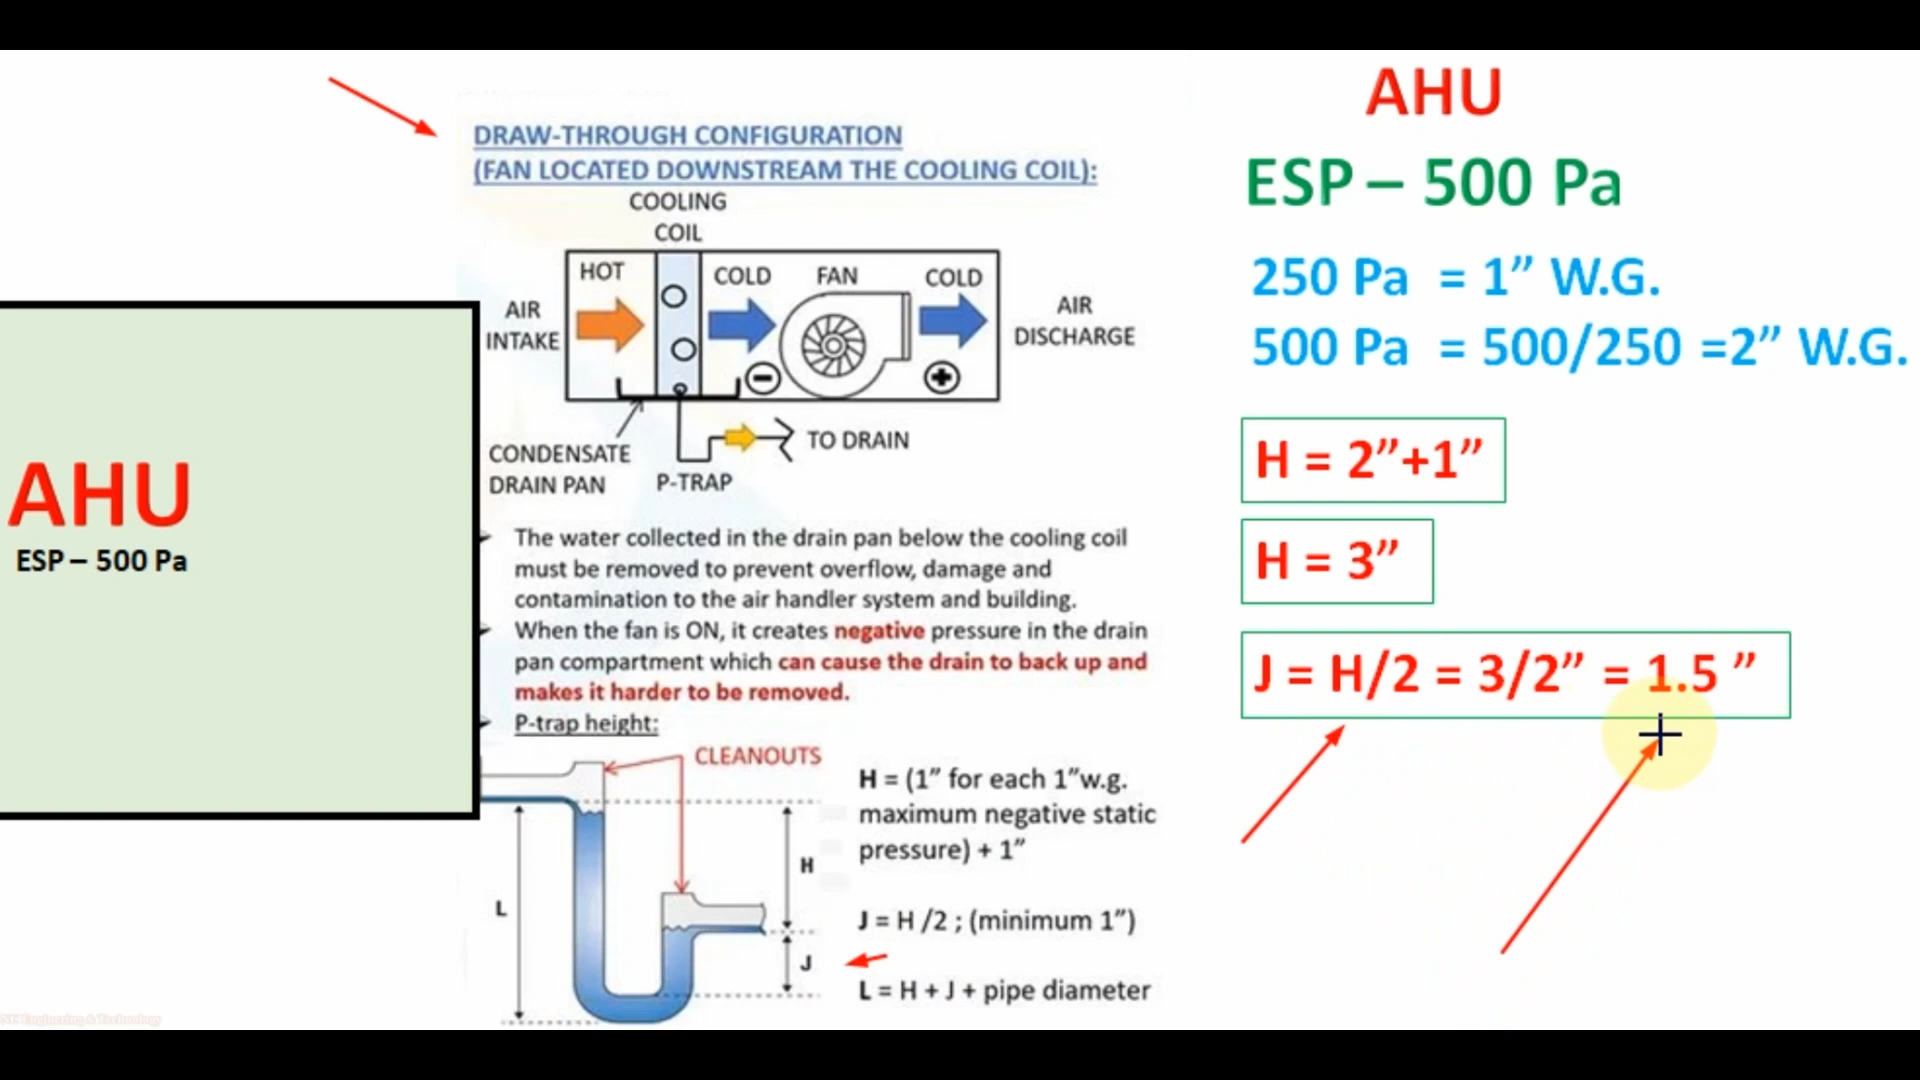 AHU
ESP – 500 Pa
DRAW-THROUGH CONFIGURATION
(FAN LOCATED DOWNSTREAM THE COOLING COIL):
COOLING
COIL
HOT
COLD
FAN
COLD
AIR
INTAKE
AIR
DISCHARGE
CONDENSATE
DRAIN PAN
P-TRAP
TO DRAIN
The water collected in the drain pan below the cooling coil
must be removed to prevent overflow, damage and
contamination to the air handler system and building.
When the fan is ON, it creates negative pressure in the drain
pan compartment which can cause the drain to back up and
makes it harder to be removed.
P-trap height:
CLEANOUTS
L
H
J
H = (1” for each 1”w.g.
maximum negative static
pressure) + 1”
J = H /2 ; (minimum 1”)
L = H + J + pipe diameter
AHU
ESP – 500 Pa
250 Pa = 1” W.G.
500 Pa = 500/250 =2” W.G.
H = 2”+1”
H = 3”
J = H/2 = 3/2” = 1.5 ”